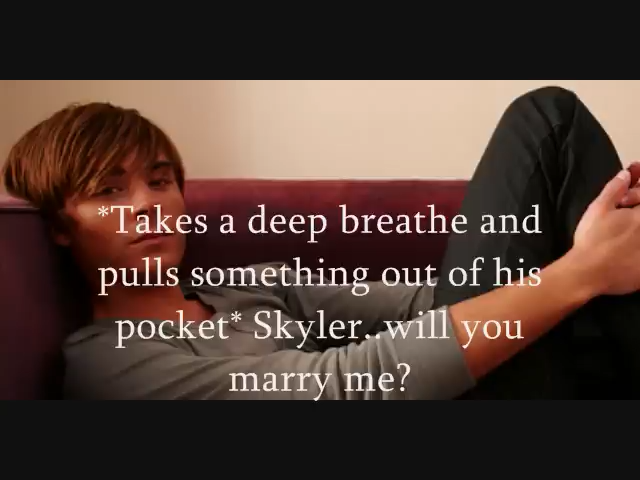 *Takes a deep breathe and
pulls something out of his
pocket* Skyler..will you
marry me?